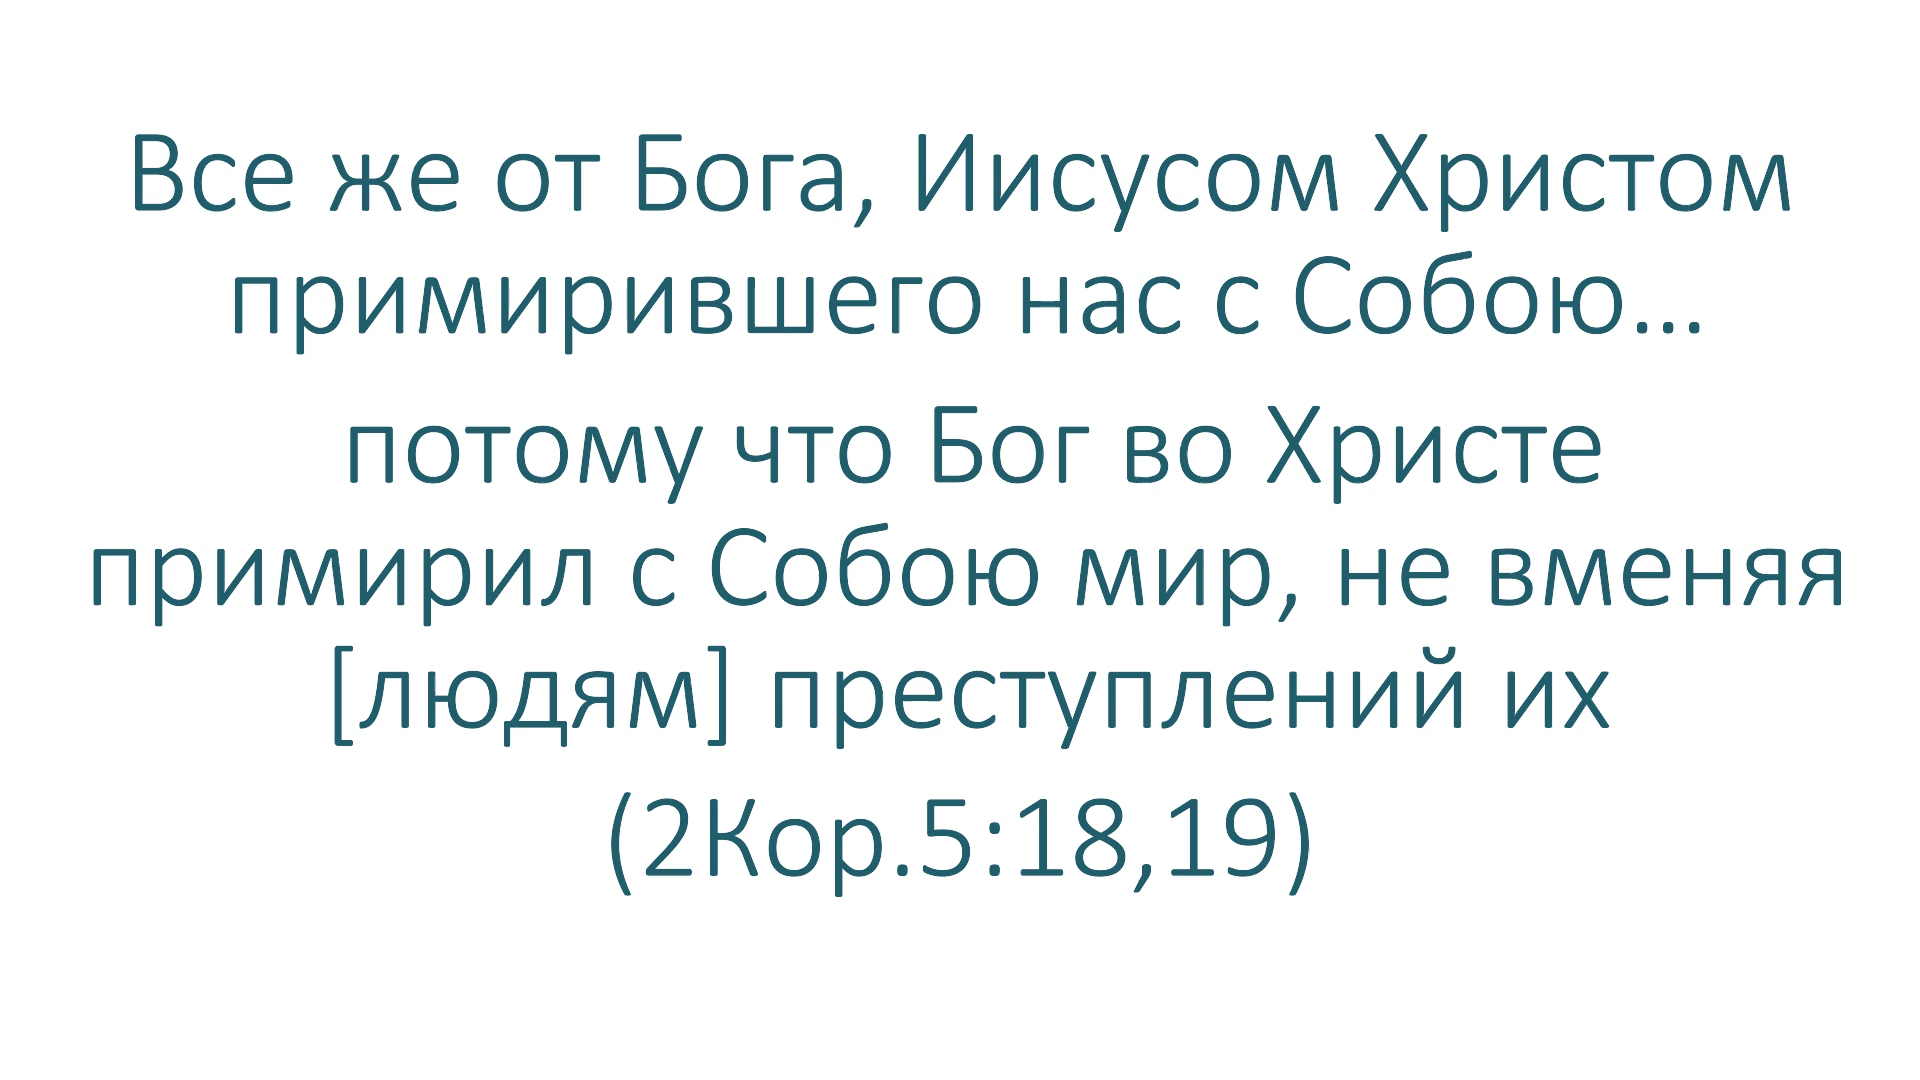 Все же от Бога, Иисусом Христом
примирившего нас с Собою…
потому что Бог во Христе
примирил с Собою мир, не вменяя
[людям] преступлений их
(2Кор.5:18,19)